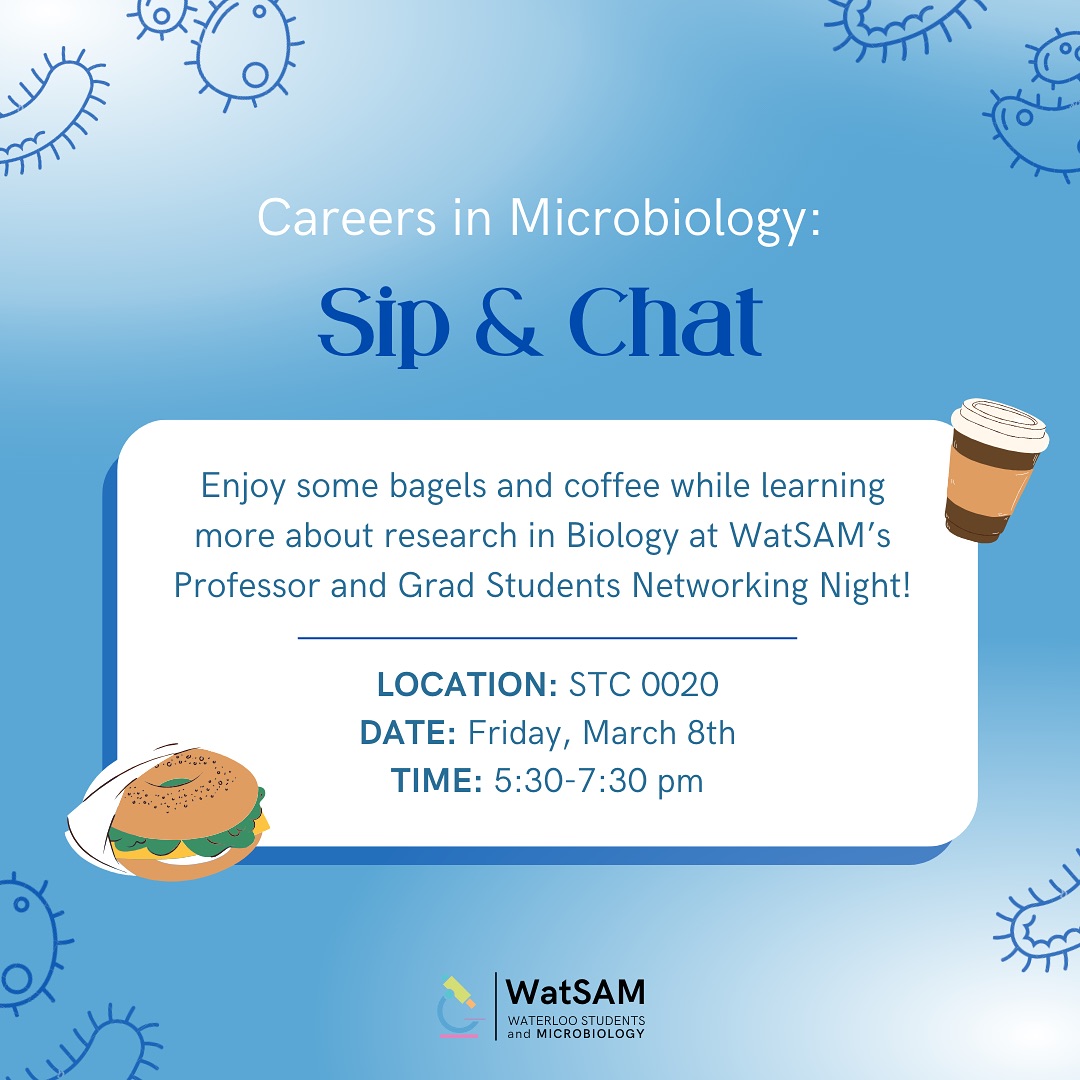 Careers in Microbiology:
Sip & Chat
Enjoy some bagels and coffee while learning
more about research in Biology at WatSAM’s
Professor and Grad Students Networking Night!
LOCATION: STC 0020
DATE: Friday, March 8th
TIME: 5:30-7:30 pm
WatSAM
WATERLOO STUDENTS
and MICROBIOLOGY